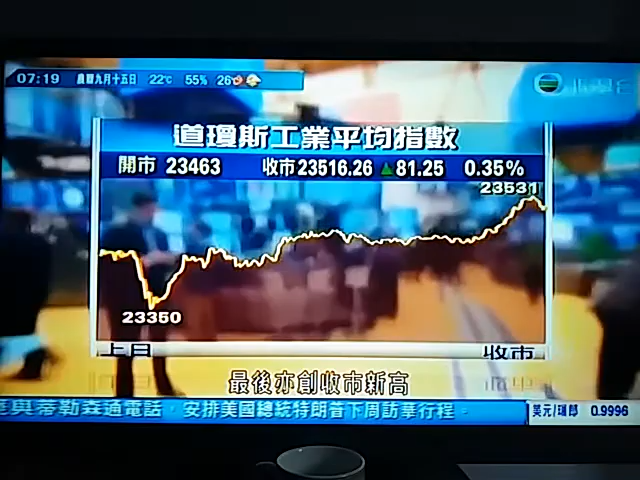 07:19 農曆九月十五日 22℃ 55% 26
翡翠台
道瓊斯工業平均指數
開市 23463 收市23516.26 ▲81.25 0.35%
23531
23350
上日 收市
最後亦創收市新高
與蒂勒森通電話，安排美國總統特朗普下周訪華行程。 美元/瑞郎 0.9996